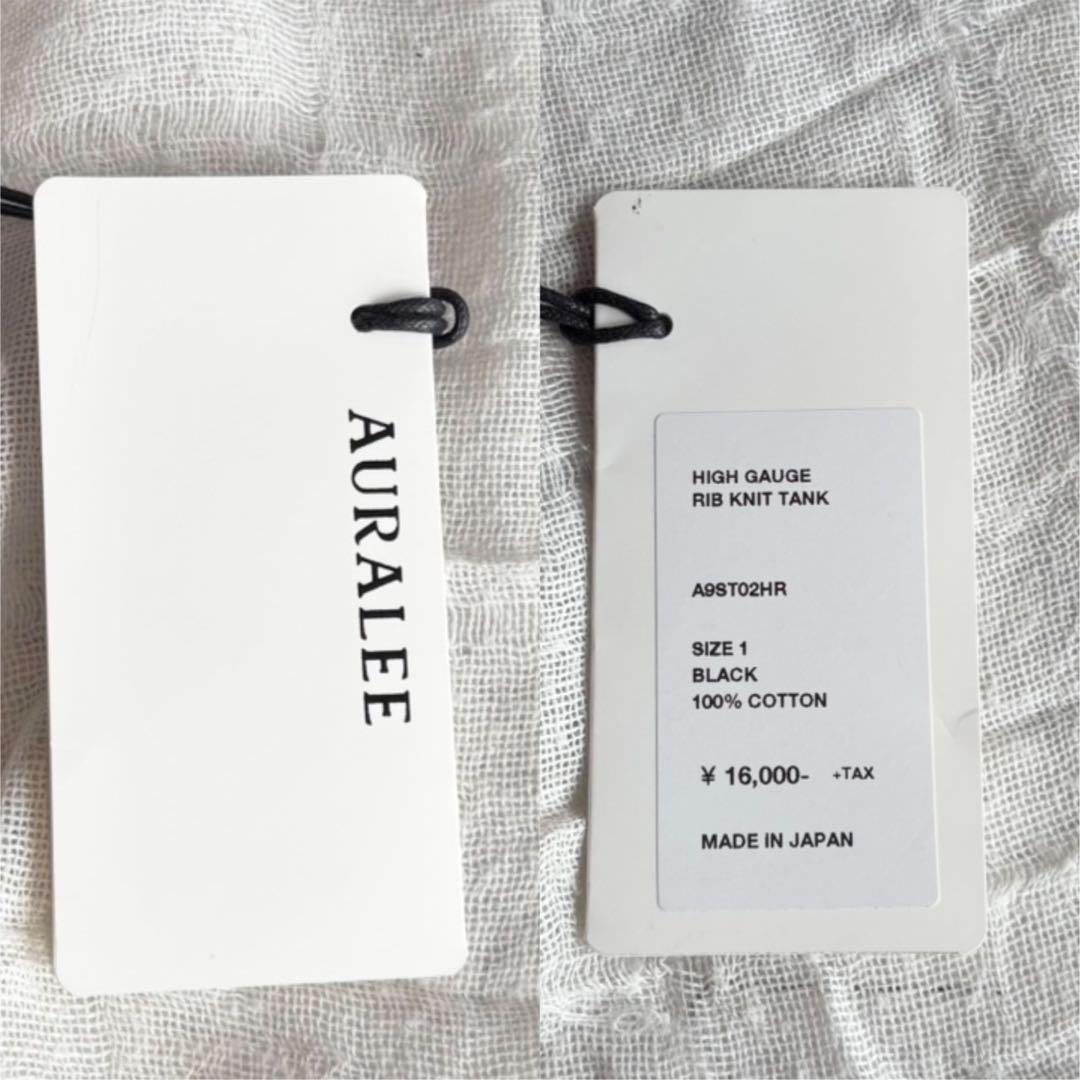 AURALEE
HIGH GAUGE
RIB KNIT TANK
A9ST02HR
SIZE 1
BLACK
100% COTTON
¥ 16,000- +TAX
MADE IN JAPAN